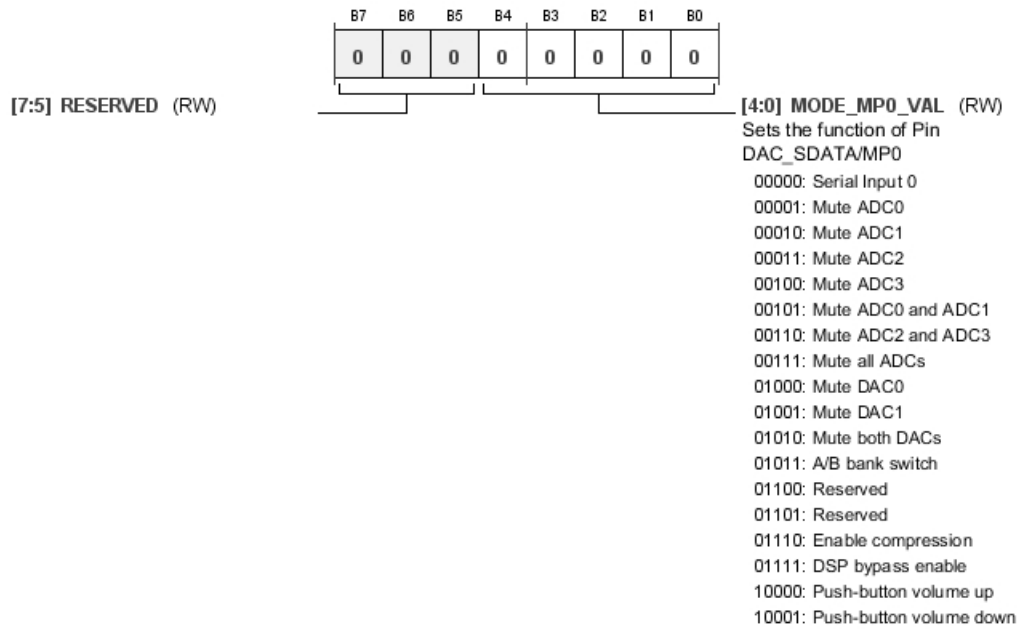 B7 B6 B5 B4 B3 B2 B1 B0
0 0 0 0 0 0 0 0
[7:5] RESERVED (RW)
[4:0] MODE_MP0_VAL (RW)
Sets the function of Pin
DAC_SDATA/MP0
00000: Serial Input 0
00001: Mute ADC0
00010: Mute ADC1
00011: Mute ADC2
00100: Mute ADC3
00101: Mute ADC0 and ADC1
00110: Mute ADC2 and ADC3
00111: Mute all ADCs
01000: Mute DAC0
01001: Mute DAC1
01010: Mute both DACs
01011: A/B bank switch
01100: Reserved
01101: Reserved
01110: Enable compression
01111: DSP bypass enable
10000: Push-button volume up
10001: Push-button volume down